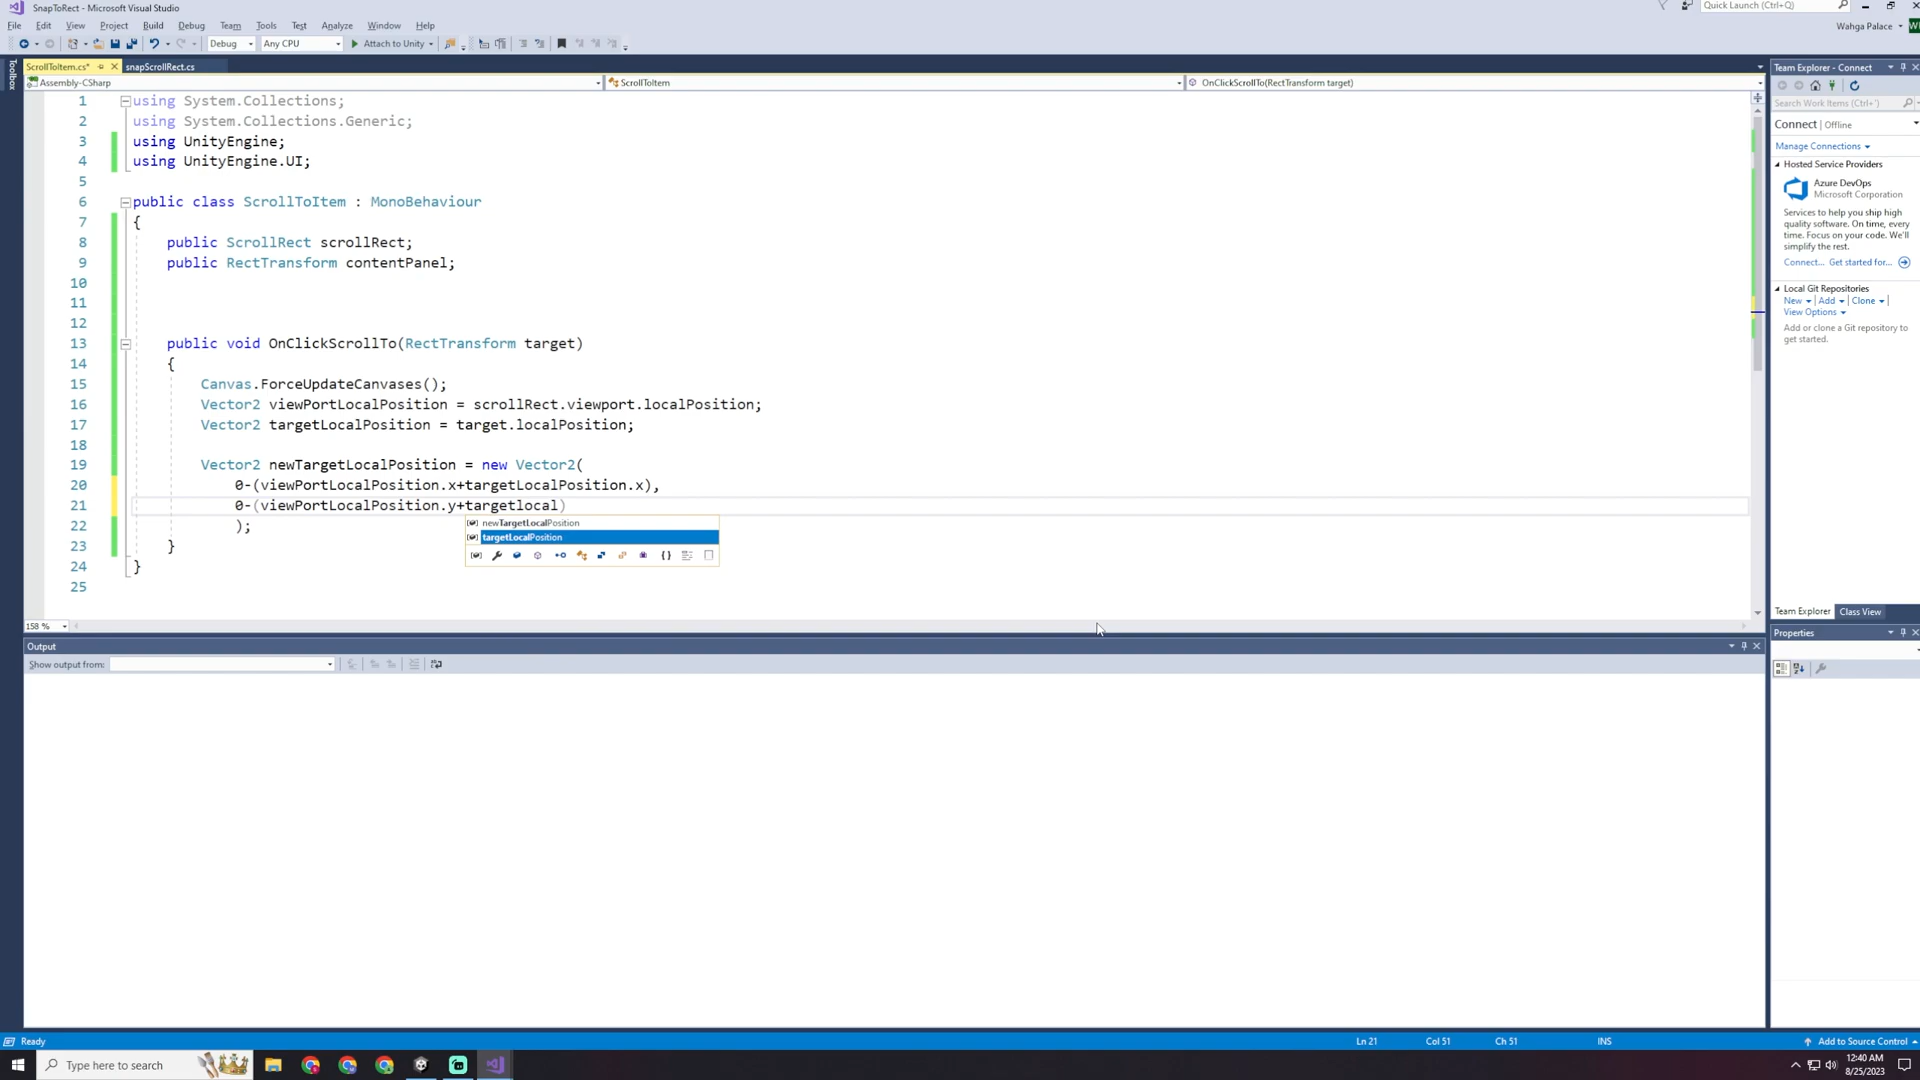 SnapToRect - Microsoft Visual Studio
Quick Launch (Ctrl+Q)
File Edit View Project Build Debug Team Tools Test Analyze Window Help
Wahga Palace
Debug Any CPU Attach to Unity
Toolbox
ScrollToItem.cs* snapScrollRect.cs
Assembly-CSharp ScrollToItem OnClickScrollTo(RectTransform target)
1 using System.Collections;
2 using System.Collections.Generic;
3 using UnityEngine;
4 using UnityEngine.UI;
5
6 public class ScrollToItem : MonoBehaviour
7 {
8 public ScrollRect scrollRect;
9 public RectTransform contentPanel;
10
11
12
13 public void OnClickScrollTo(RectTransform target)
14 {
15 Canvas.ForceUpdateCanvases();
16 Vector2 viewPortLocalPosition = scrollRect.viewport.localPosition;
17 Vector2 targetLocalPosition = target.localPosition;
18
19 Vector2 newTargetLocalPosition = new Vector2(
20 0-(viewPortLocalPosition.x+targetLocalPosition.x),
21 0-(viewPortLocalPosition.y+targetlocal)
newTargetLocalPosition
22 );
targetLocalPosition
23 }
24 }
25
158 %
Team Explorer - Connect
Search Work Items (Ctrl+')
Connect | Offline
Manage Connections
Hosted Service Providers
Azure DevOps
Microsoft Corporation
Services to help you ship high
quality software. On time, every
time. Focus on your code. We'll
simplify the rest.
Connect... Get started for...
Local Git Repositories
New Add Clone
View Options
Add or clone a Git repository to
get started.
Team Explorer Class View
Properties
Output
Show output from:
Ready Ln 21 Col 51 Ch 51 INS Add to Source Control
Type here to search
12:40 AM
8/25/2023